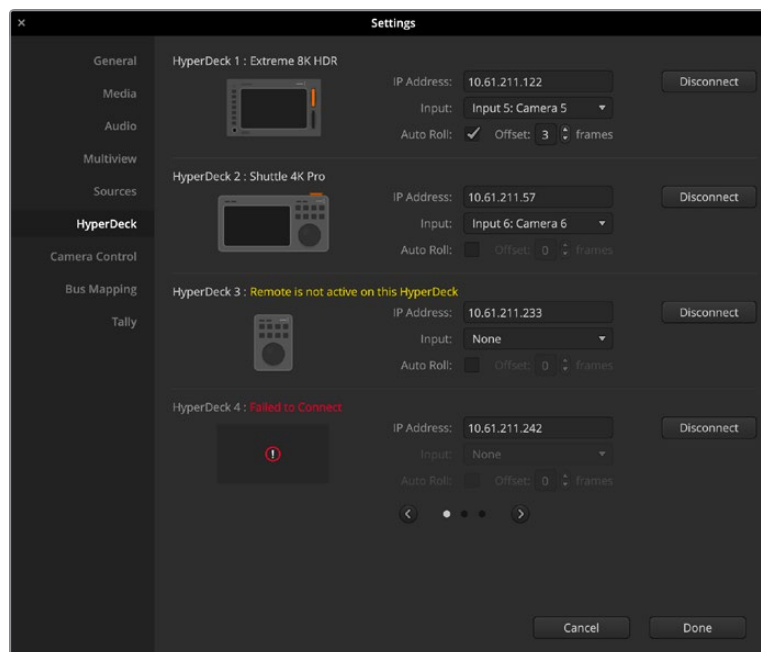 Settings
General
Media
Audio
Multiview
Sources
HyperDeck
Camera Control
Bus Mapping
Tally
HyperDeck 1 : Extreme 8K HDR
IP Address: 10.61.211.122 Disconnect
Input: Input 5: Camera 5
Auto Roll: Offset: 3 frames
HyperDeck 2 : Shuttle 4K Pro
IP Address: 10.61.211.57 Disconnect
Input: Input 6: Camera 6
Auto Roll: Offset: 0 frames
HyperDeck 3 : Remote is not active on this HyperDeck
IP Address: 10.61.211.233 Disconnect
Input: None
Auto Roll: Offset: 0 frames
HyperDeck 4 : Failed to Connect
IP Address: 10.61.211.242 Disconnect
Input: None
Auto Roll: Offset: 0 frames
Cancel Done